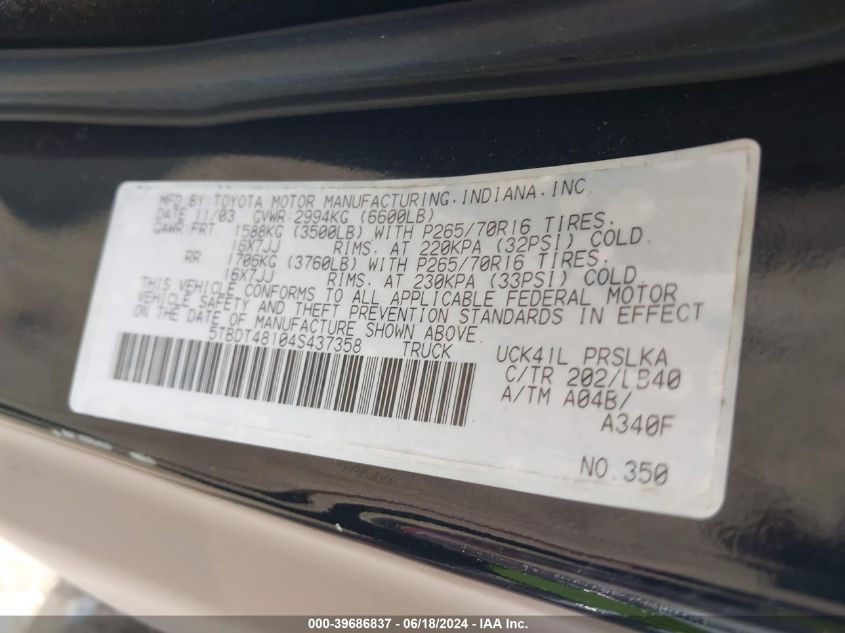 MFD.BY:TOYOTA MOTOR MANUFACTURING.INDIANA.INC.
DATE 11/03 GVWR:2994KG (6600LB)
GAWR:FRT 1588KG (3500LB) WITH P265/70R16 TIRES.
16X7JJ RIMS. AT 220KPA (32PSI) COLD.
RR 1706KG (3760LB) WITH P265/70R16 TIRES.
16X7JJ RIMS. AT 230KPA (33PSI) COLD.
THIS VEHICLE CONFORMS TO ALL APPLICABLE FEDERAL MOTOR
VEHICLE SAFETY AND THEFT PREVENTION STANDARDS IN EFFECT
ON THE DATE OF MANUFACTURE SHOWN ABOVE.
5TBDT48104S437358 TRUCK
UCK41L PRSLKA
C/TR 202/LB40
A/TM A04B/
A340F
NO.350
000-39686837 - 06/18/2024 - IAA Inc.